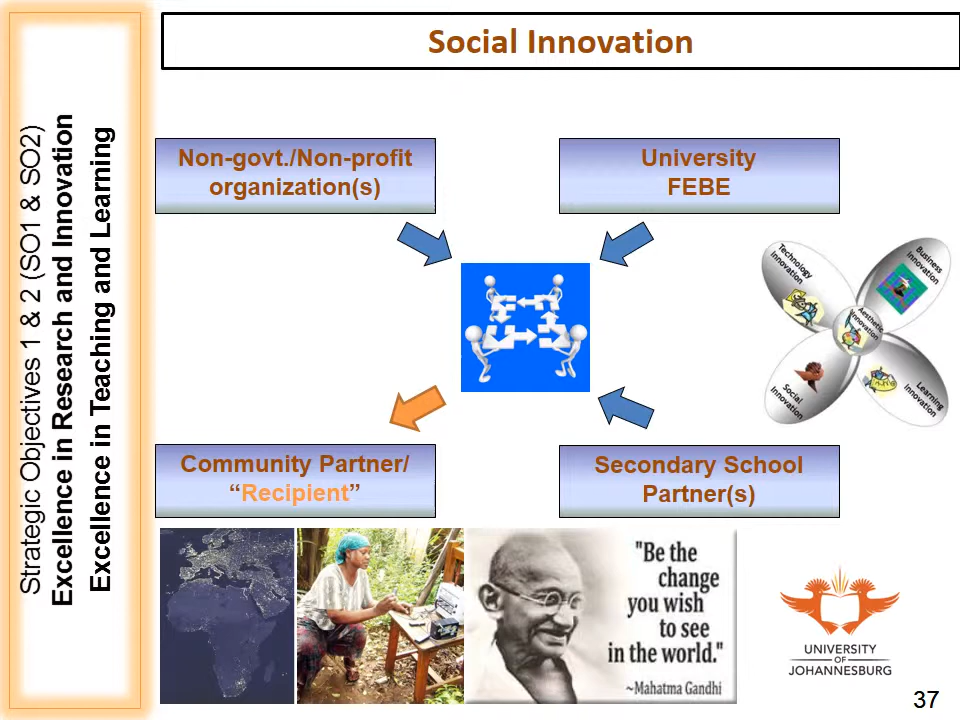 Social Innovation
Strategic Objectives 1 & 2 (SO1 & SO2)
Excellence in Research and Innovation
Excellence in Teaching and Learning
Non-govt./Non-profit
organization(s)
University
FEBE
Technology
Innovation
Business
Innovation
Aesthetic
Innovation
Social
Innovation
Learning
Innovation
Community Partner/
“Recipient”
Secondary School
Partner(s)
"Be the
change
you wish
to see
in the world."
~Mahatma Gandhi
UNIVERSITY
OF
JOHANNESBURG
37